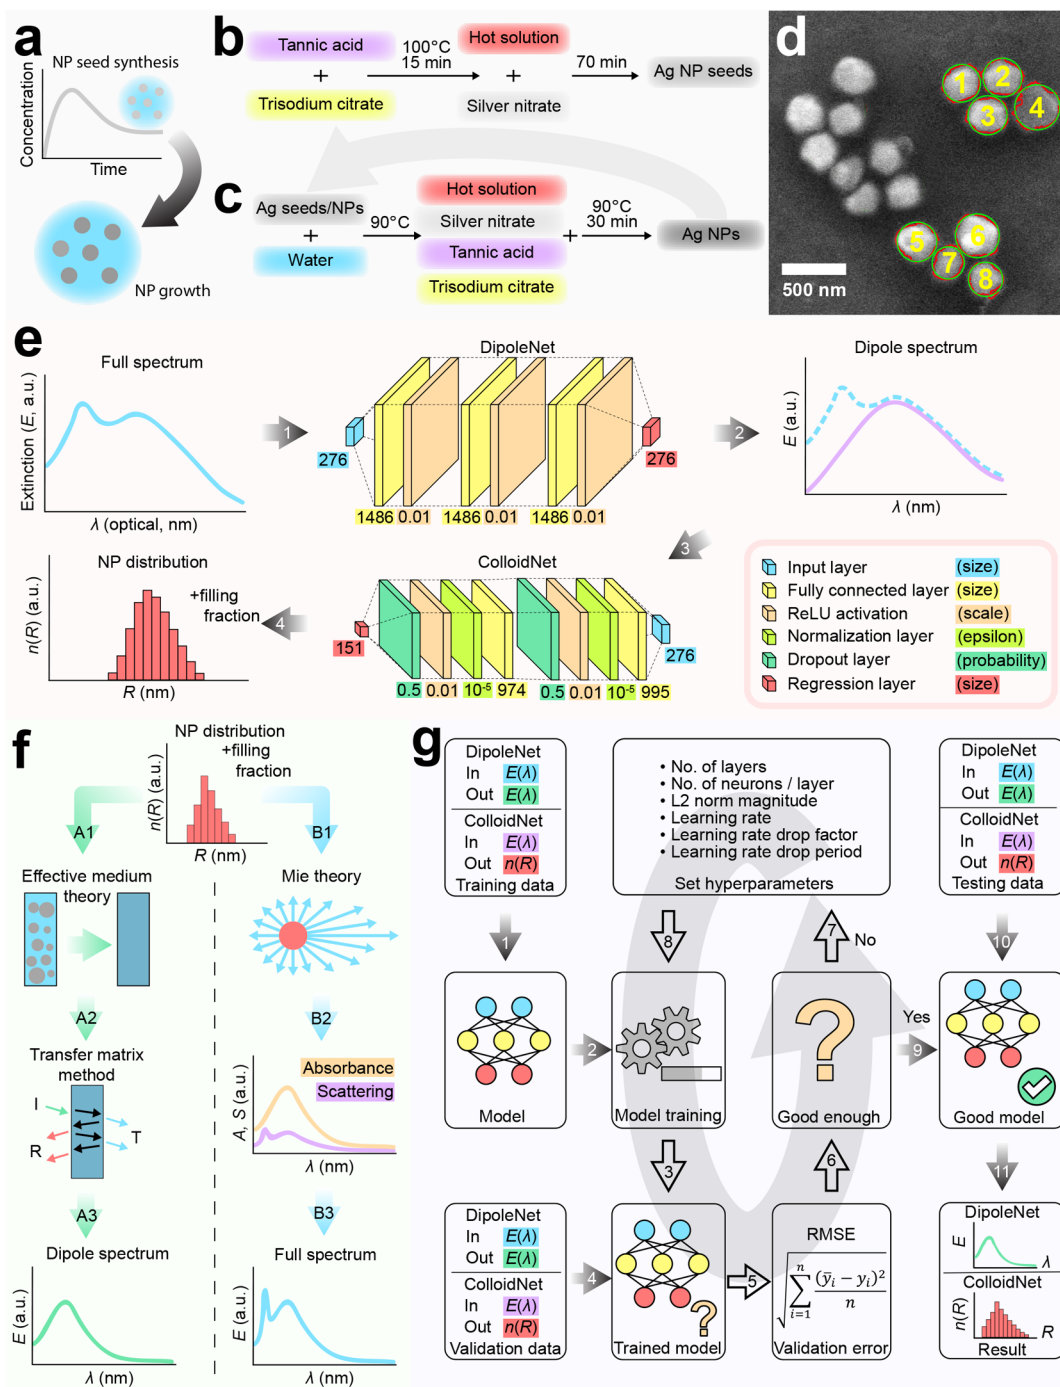 a
Concentration
NP seed synthesis
Time
NP growth
b
Tannic acid
+
Trisodium citrate
100°C
15 min
Hot solution
+
Silver nitrate
70 min
Ag NP seeds
c
Ag seeds/NPs
+
Water
90°C
Hot solution
Silver nitrate
Tannic acid
Trisodium citrate
+
90°C
30 min
Ag NPs
d
1
2
3
4
5
6
7
8
500 nm
e
Full spectrum
Extinction (E, a.u.)
λ (optical, nm)
1
DipoleNet
276
1486
0.01
1486
0.01
1486
0.01
276
2
Dipole spectrum
E (a.u.)
λ (nm)
3
NP distribution
+filling
fraction
n(R) (a.u.)
R (nm)
4
ColloidNet
151
0.5
0.01
10⁻⁵
974
0.5
0.01
10⁻⁵
995
276
Input layer (size)
Fully connected layer (size)
ReLU activation (scale)
Normalization layer (epsilon)
Dropout layer (probability)
Regression layer (size)
f
NP distribution
+filling
fraction
n(R) (a.u.)
R (nm)
A1
Effective medium
theory
A2
Transfer matrix
method
I
R
T
A3
Dipole spectrum
E (a.u.)
λ (nm)
B1
Mie theory
B2
Absorbance
Scattering
A, S (a.u.)
λ (nm)
B3
Full spectrum
E (a.u.)
λ (nm)
g
DipoleNet
In E(λ)
Out E(λ)
ColloidNet
In E(λ)
Out n(R)
Training data
• No. of layers
• No. of neurons / layer
• L2 norm magnitude
• Learning rate
• Learning rate drop factor
• Learning rate drop period
Set hyperparameters
DipoleNet
In E(λ)
Out E(λ)
ColloidNet
In E(λ)
Out n(R)
Testing data
1
8
7
No
10
Model
2
Model training
?
Good enough
Yes
9
Good model
3
6
11
DipoleNet
In E(λ)
Out E(λ)
ColloidNet
In E(λ)
Out n(R)
Validation data
4
?
Trained model
5
RMSE
√∑ⁿᵢ₌₁ (ȳᵢ − yᵢ)²/n
Validation error
DipoleNet
E
λ
ColloidNet
n(R)
R
Result